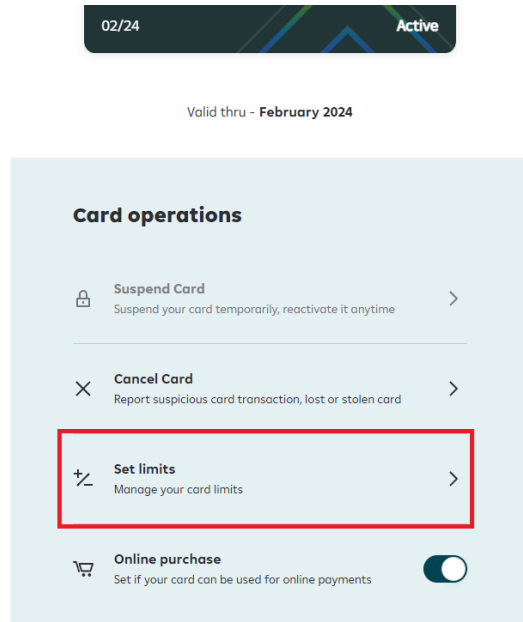 02/24 Active
Valid thru - February 2024
Card operations
Suspend Card
Suspend your card temporarily, reactivate it anytime
Cancel Card
Report suspicious card transaction, lost or stolen card
Set limits
Manage your card limits
Online purchase
Set if your card can be used for online payments